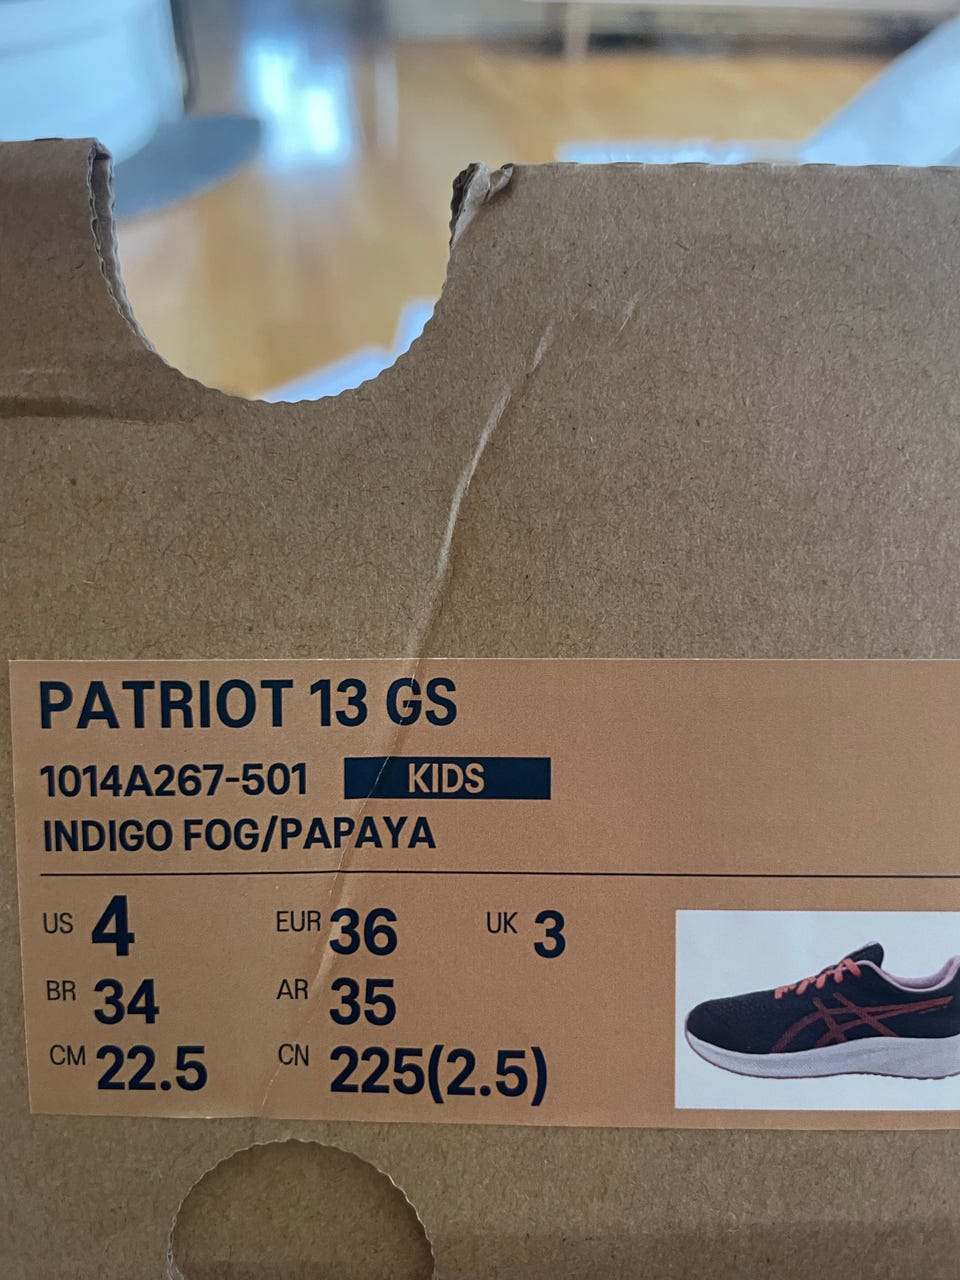 PATRIOT 13 GS
1014A267-501 KIDS
INDIGO FOG/PAPAYA
US 4 EUR 36 UK 3
BR 34 AR 35
CM 22.5 CN 225(2.5)